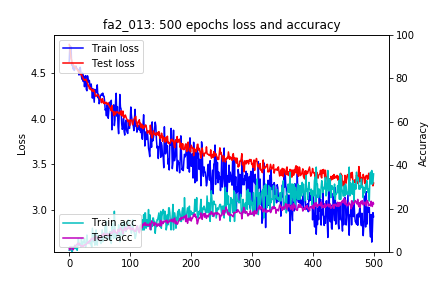 fa2_013: 500 epochs loss and accuracy
Train loss
Test loss
Train acc
Test acc
Loss
4.5
4.0
3.5
3.0
Accuracy
100
80
60
40
20
0
0
100
200
300
400
500